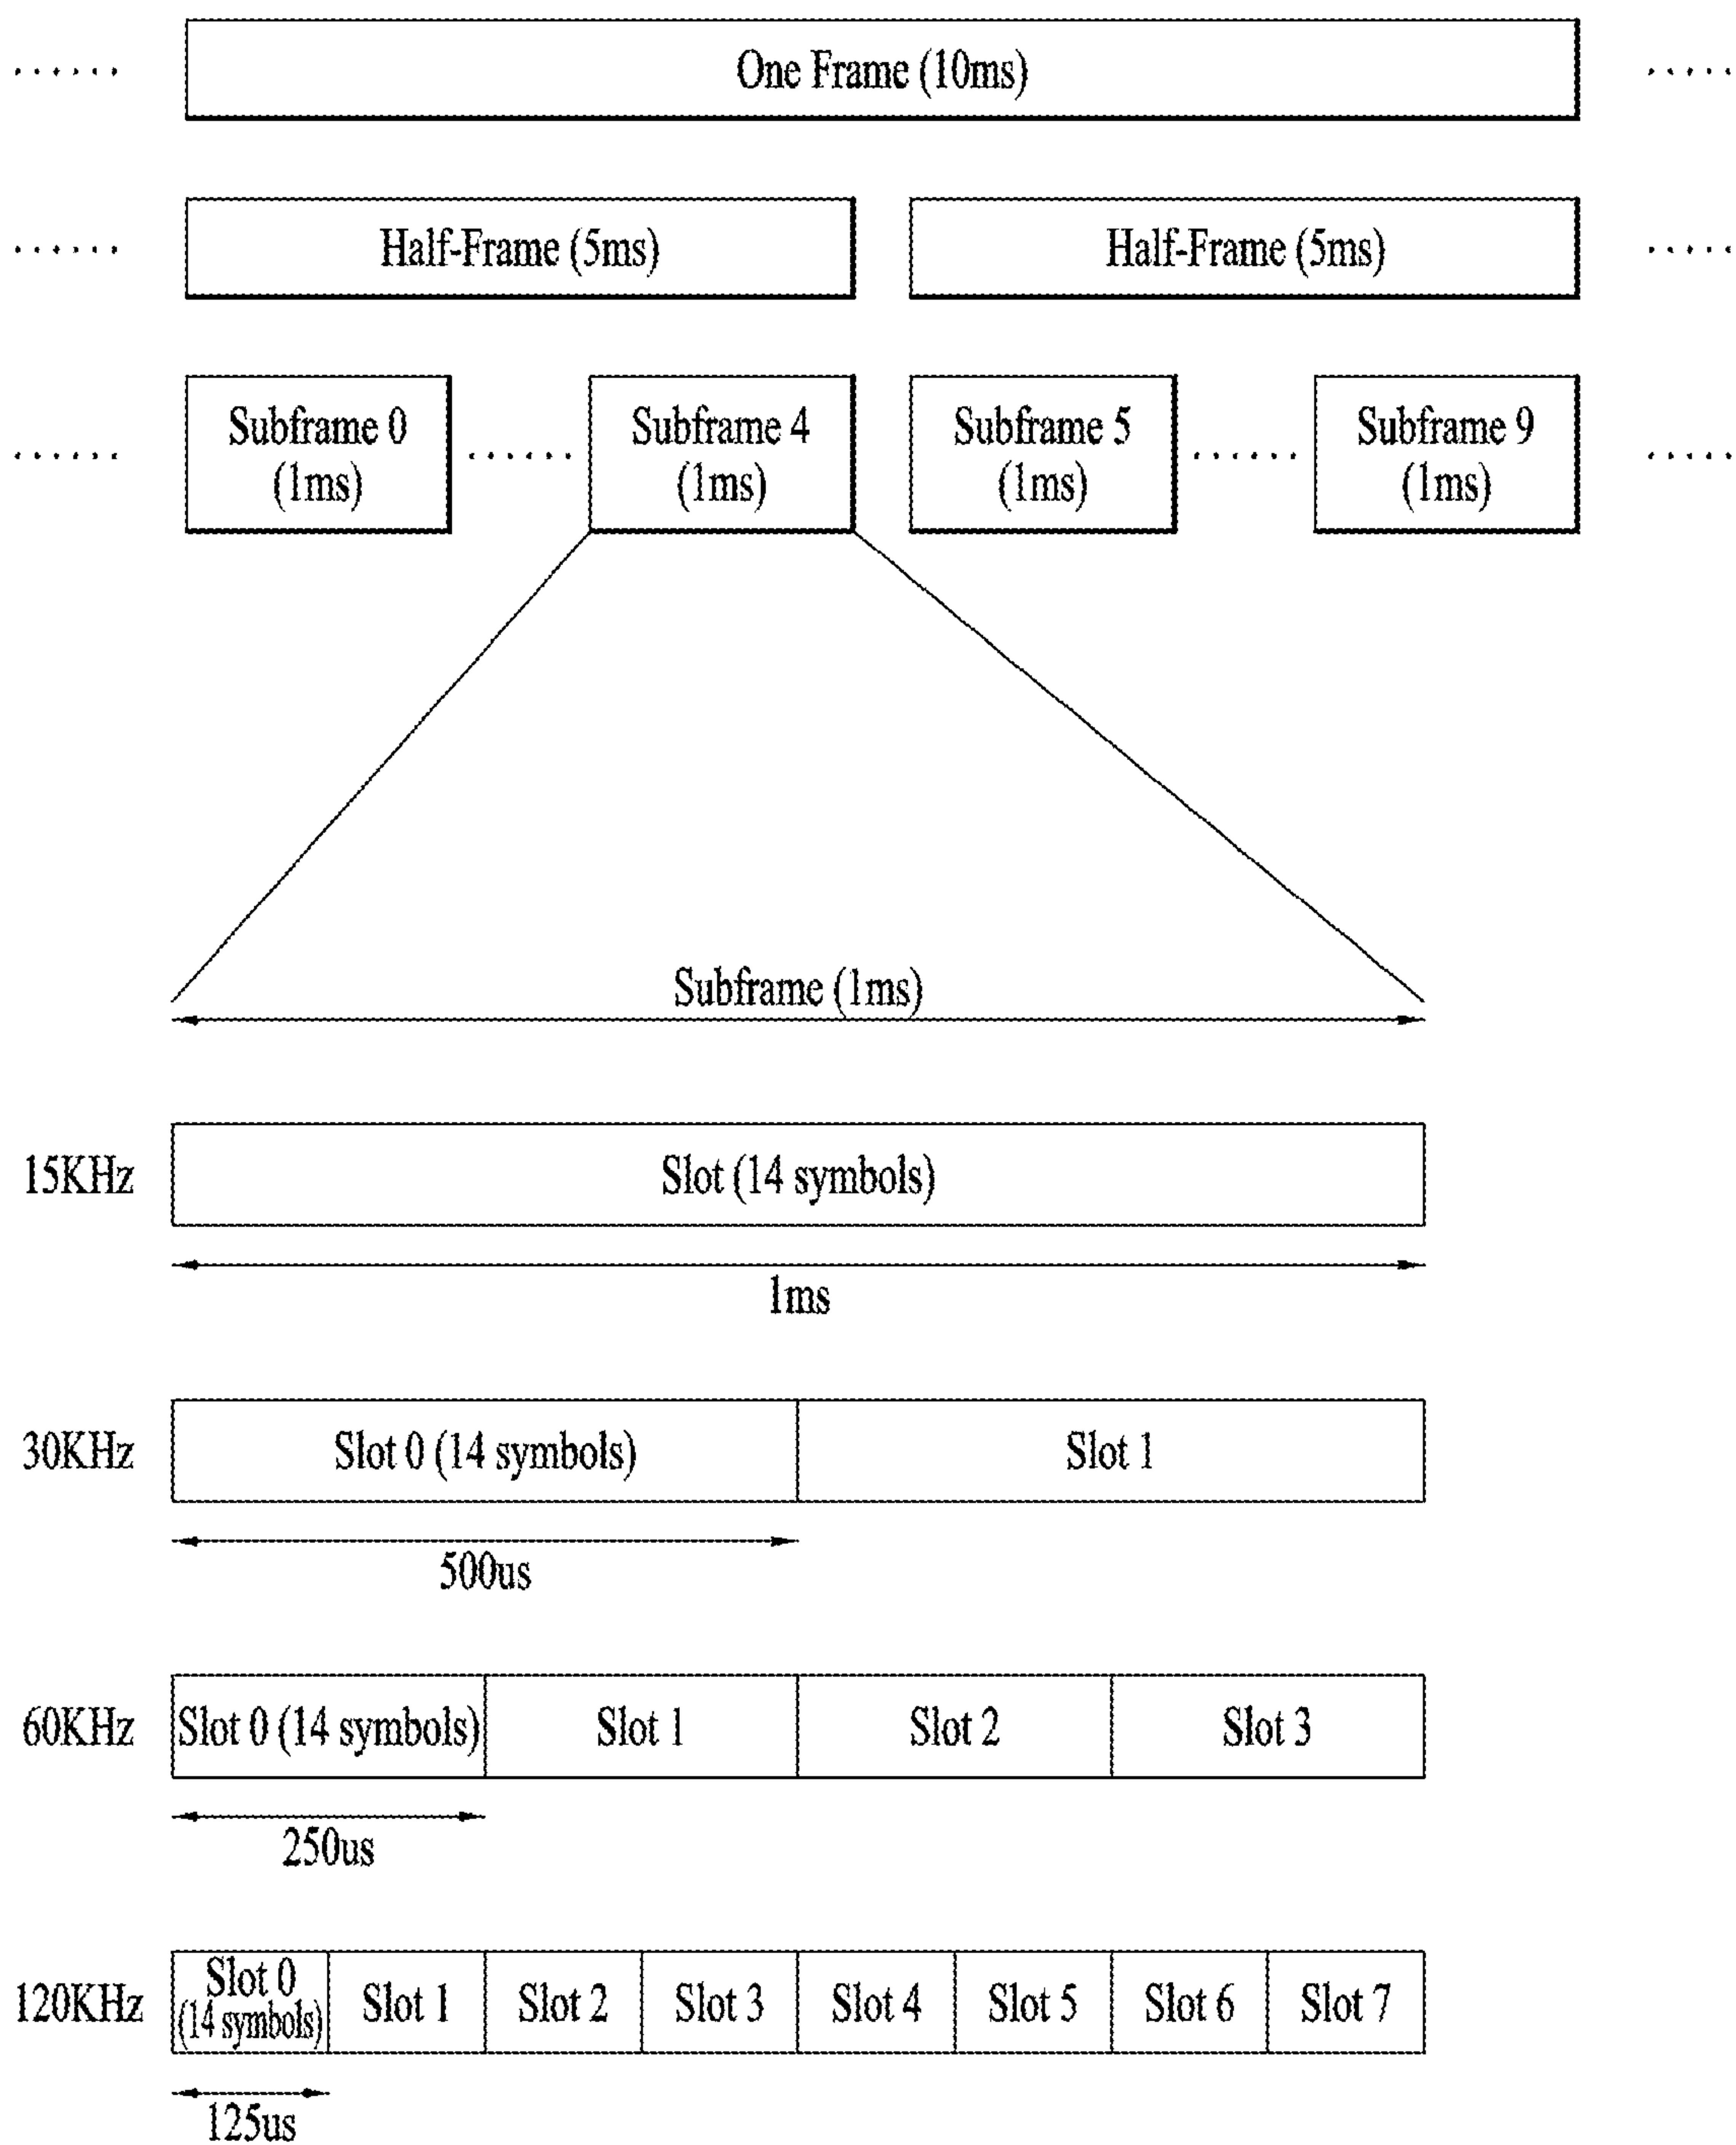 ...... One Frame (10ms) .....
...... Half-Frame (5ms) Half-Frame (5ms) .....
Subframe 0 Subframe 4 Subframe 5 Subframe 9
...... (1ms) ...... (1ms) (1ms) ...... (1ms) .....
Subframe (1ms)
15KHz Slot (14 symbols)
1ms
30KHz Slot 0 (14 symbols) Slot 1
500us
60KHz Slot 0 (14 symbols) Slot 1 Slot 2 Slot 3
250us
120KHz Slot 0 (14 symbols) Slot 1 Slot 2 Slot 3 Slot 4 Slot 5 Slot 6 Slot 7
125us